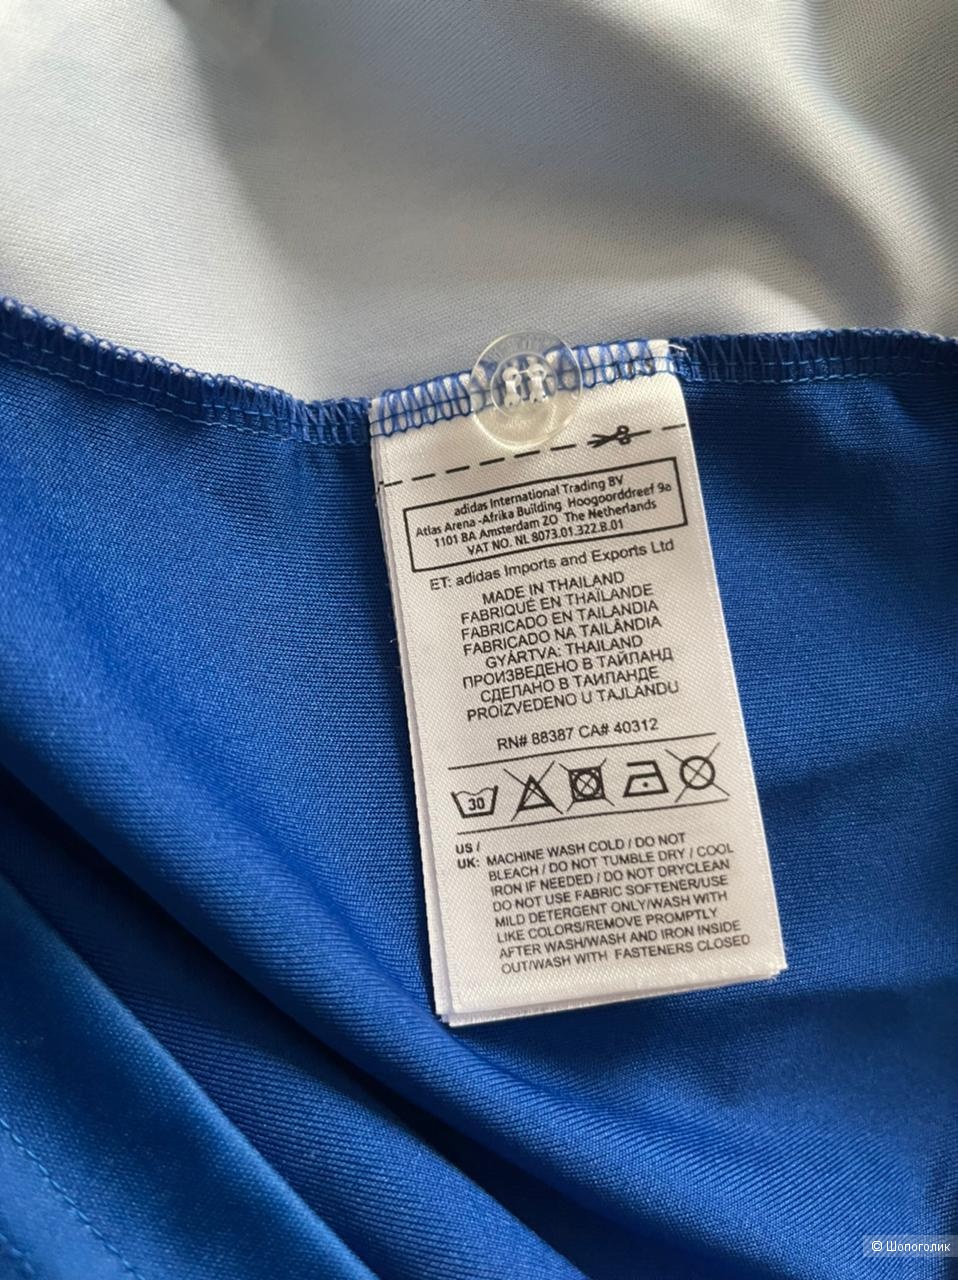 adidas International Trading BV
Atlas Arena -Afrika Building Hoogoorddreef 9a
1101 BA Amsterdam ZO The Netherlands
VAT NO. NL 8073.01.322.B.01
ET: adidas Imports and Exports Ltd
MADE IN THAILAND
FABRIQUÉ EN THAÏLANDE
FABRICADO EN TAILANDIA
FABRICADO NA TAILÂNDIA
GYÁRTVA: THAILAND
ПРОИЗВЕДЕНО В ТАЙЛАНД
СДЕЛАНО В ТАИЛАНДЕ
PROIZVEDENO U TAJLANDU
RN# 88387 CA# 40312
30
US /
UK: MACHINE WASH COLD / DO NOT
BLEACH / DO NOT TUMBLE DRY / COOL
IRON IF NEEDED / DO NOT DRYCLEAN
DO NOT USE FABRIC SOFTENER/USE
MILD DETERGENT ONLY/WASH WITH
LIKE COLORS/REMOVE PROMPTLY
AFTER WASH/WASH AND IRON INSIDE
OUT/WASH WITH FASTENERS CLOSED
© Шопоголик